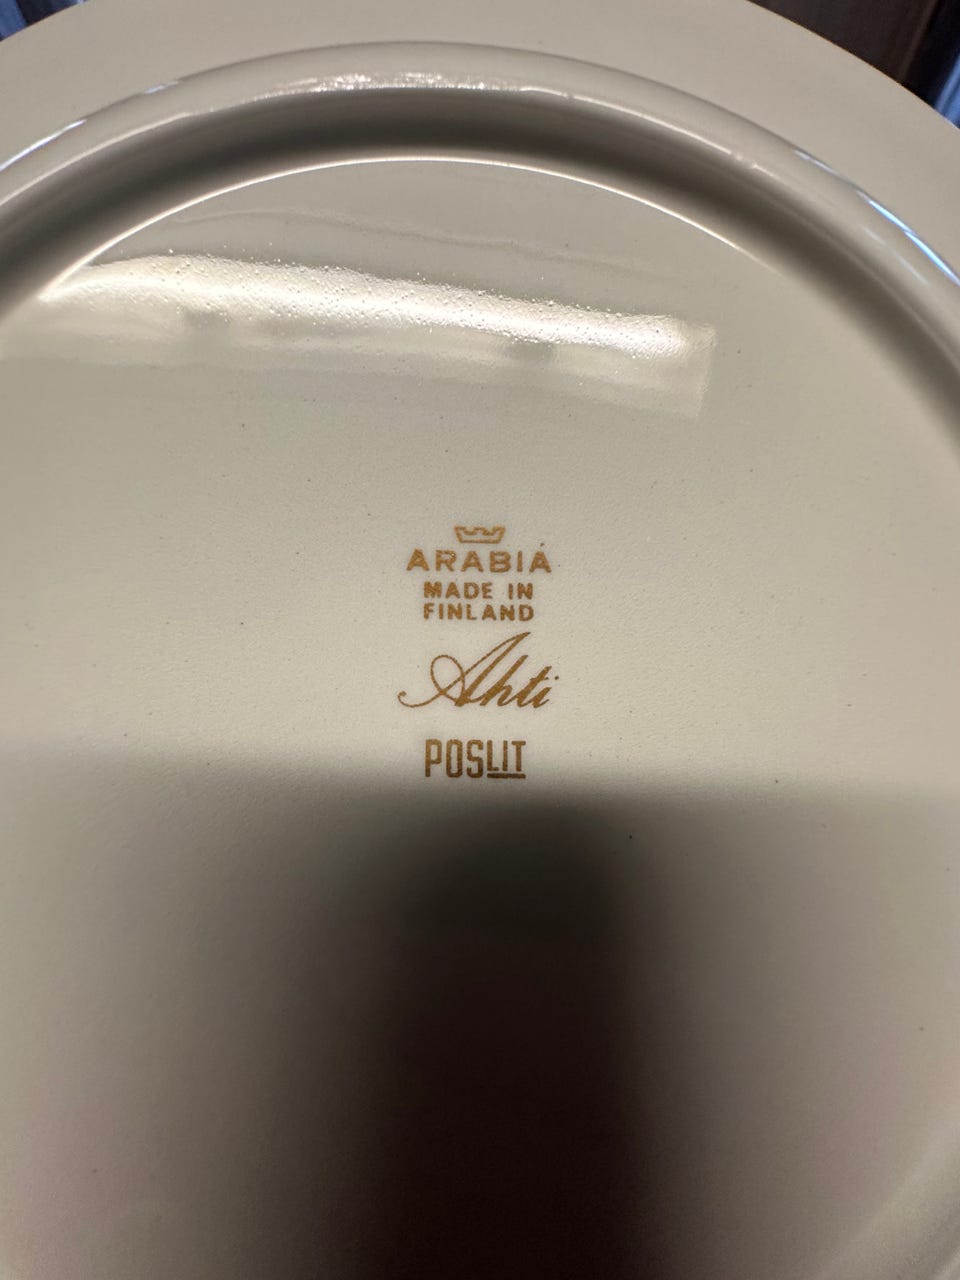 ARABIA
MADE IN
FINLAND
Ahti
POSLIT